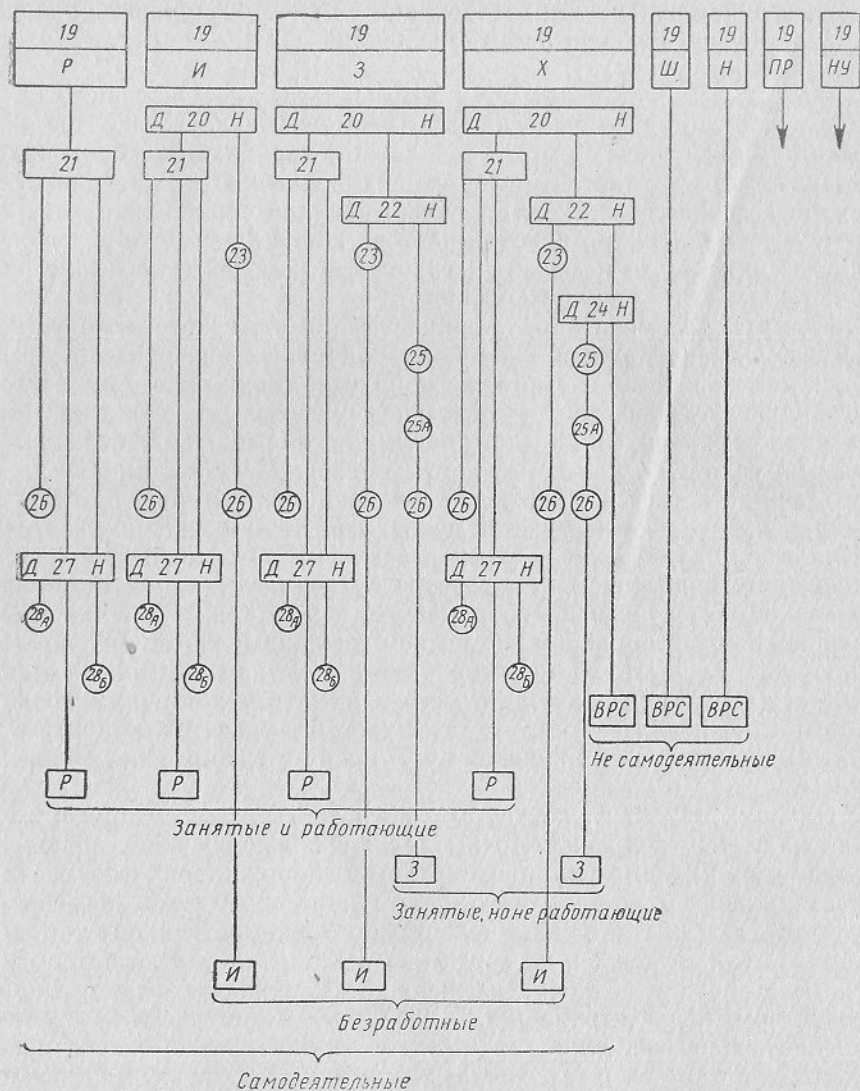 19 19 19 19 19 19 19 19
Р И З Х Ш Н ПР НУ
Д 20 Н Д 20 Н Д 20 Н
21 21 21 21
Д 22 Н Д 22 Н
23 23 23
Д 24 Н
25 25
25А 25А
26 26 26 26 26 26 26 26 26
Д 27 Н Д 27 Н Д 27 Н Д 27 Н
28А 28А 28А 28А
28Б 28Б 28Б 28Б
ВРС ВРС ВРС
Не самодеятельные
Р Р Р Р
Занятые и работающие
З З
Занятые, но не работающие
И И И
Безработные
Самодеятельные